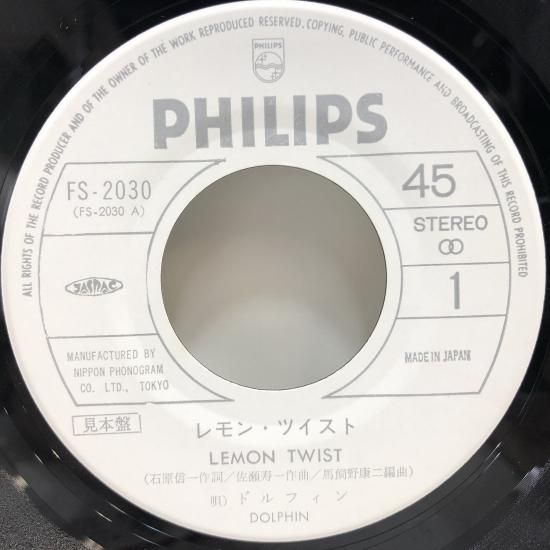 ALL RIGHTS OF THE RECORD PRODUCER AND OF THE OWNER OF THE WORK REPRODUCED RESERVED. COPYING, PUBLIC PERFORMANCE AND BROADCASTING OF THIS RECORD PROHIBITED
PHILIPS
PHILIPS
FS-2030
(FS-2030 A)
45
STEREO
JASRAC
1
MANUFACTURED BY
NIPPON PHONOGRAM
CO. LTD., TOKYO
MADE IN JAPAN
見本盤
レモン・ツイスト
LEMON TWIST
(石原信一作詞/佐瀬寿一作曲/馬飼野康二編曲)
唄) ドルフィン
DOLPHIN